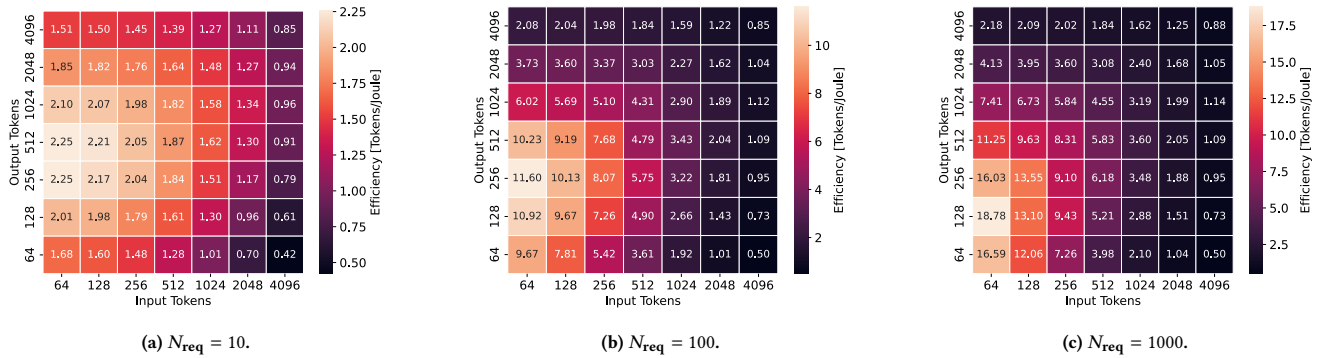 4096 1.51 1.50 1.45 1.39 1.27 1.11 0.85
2048 1.85 1.82 1.76 1.64 1.48 1.27 0.94
1024 2.10 2.07 1.98 1.82 1.58 1.34 0.96
512 2.25 2.21 2.05 1.87 1.62 1.30 0.91
256 2.25 2.17 2.04 1.84 1.51 1.17 0.79
128 2.01 1.98 1.79 1.61 1.30 0.96 0.61
64 1.68 1.60 1.48 1.28 1.01 0.70 0.42
64 128 256 512 1024 2048 4096
Input Tokens
Output Tokens
2.25
2.00
1.75
1.50
1.25
1.00
0.75
0.50
Efficiency [Tokens/Joule]
(a) N_req = 10.
4096 2.08 2.04 1.98 1.84 1.59 1.22 0.85
2048 3.73 3.60 3.37 3.03 2.27 1.62 1.04
1024 6.02 5.69 5.10 4.31 2.90 1.89 1.12
512 10.23 9.19 7.68 4.79 3.43 2.04 1.09
256 11.60 10.13 8.07 5.75 3.22 1.81 0.95
128 10.92 9.67 7.26 4.90 2.66 1.43 0.73
64 9.67 7.81 5.42 3.61 1.92 1.01 0.50
64 128 256 512 1024 2048 4096
Input Tokens
Output Tokens
10
8
6
4
2
Efficiency [Tokens/Joule]
(b) N_req = 100.
4096 2.18 2.09 2.02 1.84 1.62 1.25 0.88
2048 4.13 3.95 3.60 3.08 2.40 1.68 1.05
1024 7.41 6.73 5.84 4.55 3.19 1.99 1.14
512 11.25 9.63 8.31 5.83 3.60 2.05 1.09
256 16.03 13.55 9.10 6.18 3.48 1.88 0.95
128 18.78 13.10 9.43 5.21 2.88 1.51 0.73
64 16.59 12.06 7.26 3.98 2.10 1.04 0.50
64 128 256 512 1024 2048 4096
Input Tokens
Output Tokens
17.5
15.0
12.5
10.0
7.5
5.0
2.5
Efficiency [Tokens/Joule]
(c) N_req = 1000.